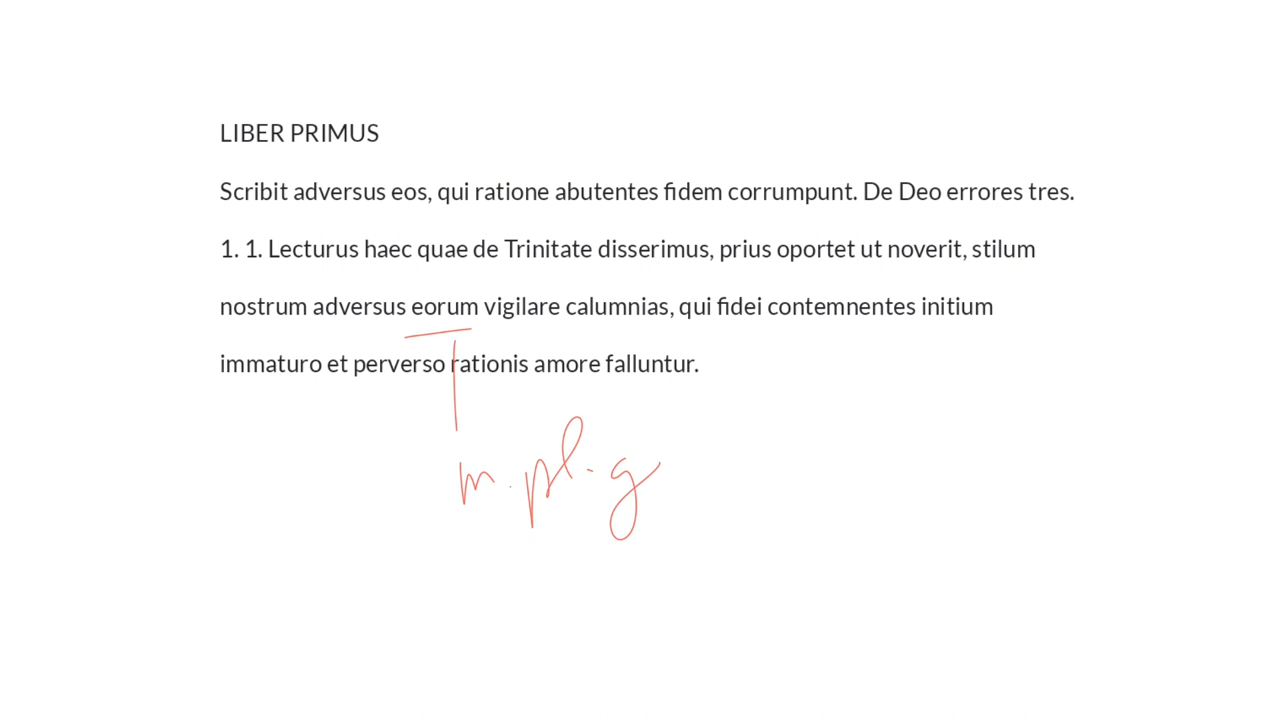 LIBER PRIMUS
Scribit adversus eos, qui ratione abutentes fidem corrumpunt. De Deo errores tres.
1. 1. Lecturus haec quae de Trinitate disserimus, prius oportet ut noverit, stilum
nostrum adversus eorum vigilare calumnias, qui fidei contemnentes initium
immaturo et perverso rationis amore falluntur.
m. pl. g